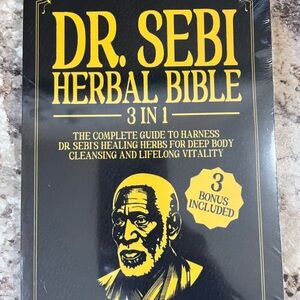 DR. SEBI
HERBAL BIBLE
3 IN 1
THE COMPLETE GUIDE TO HARNESS
DR. SEBI'S HEALING HERBS FOR DEEP BODY
CLEANSING AND LIFELONG VITALITY
3
BONUS
INCLUDED